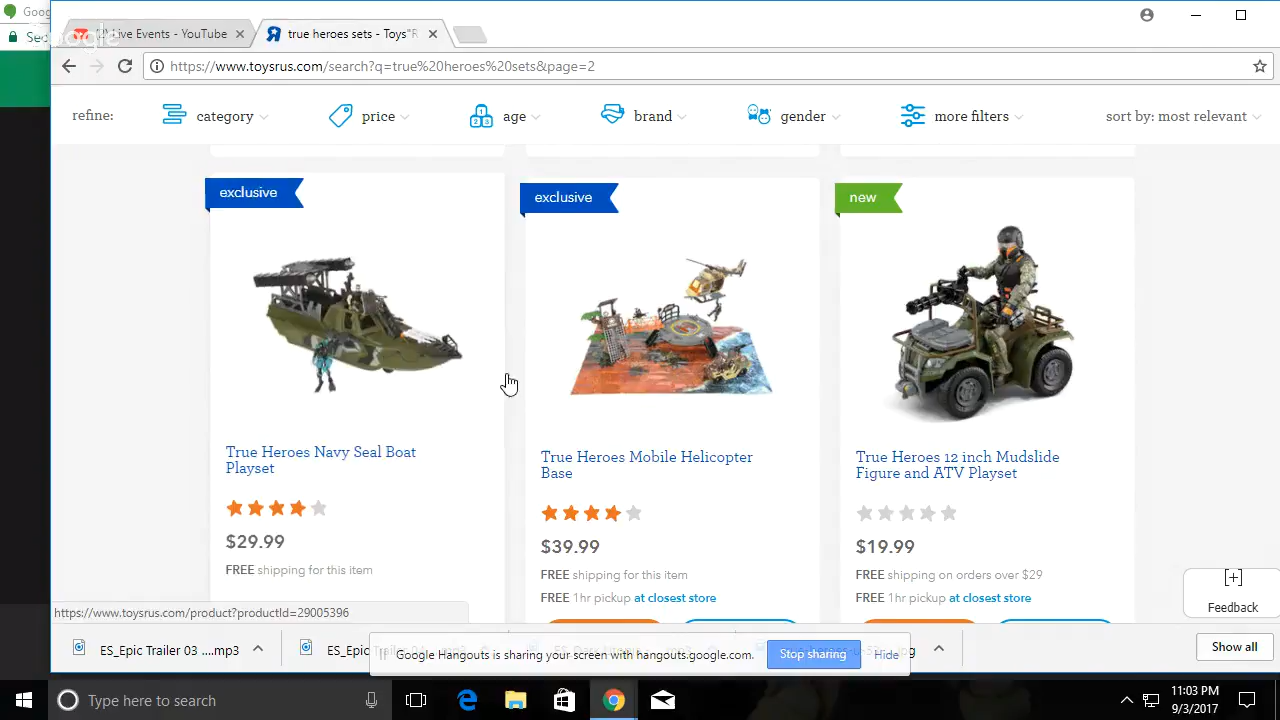 Goog
Live Events - YouTube
true heroes sets - Toys"R
https://www.toysrus.com/search?q=true%20heroes%20sets&page=2
refine:
category
price
age
brand
gender
more filters
sort by: most relevant
exclusive
exclusive
new
True Heroes Navy Seal Boat
Playset
True Heroes Mobile Helicopter
Base
True Heroes 12 inch Mudslide
Figure and ATV Playset
$29.99
$39.99
$19.99
FREE shipping for this item
FREE shipping for this item
FREE shipping on orders over $29
FREE 1hr pickup at closest store
FREE 1hr pickup at closest store
[+]
Feedback
https://www.toysrus.com/product?productId=29005396
ES_Epic Trailer 03 ....mp3
ES_Epi
Google Hangouts is sharing your screen with hangouts.google.com.
Stop sharing
Hide
Show all
Type here to search
11:03 PM
9/3/2017